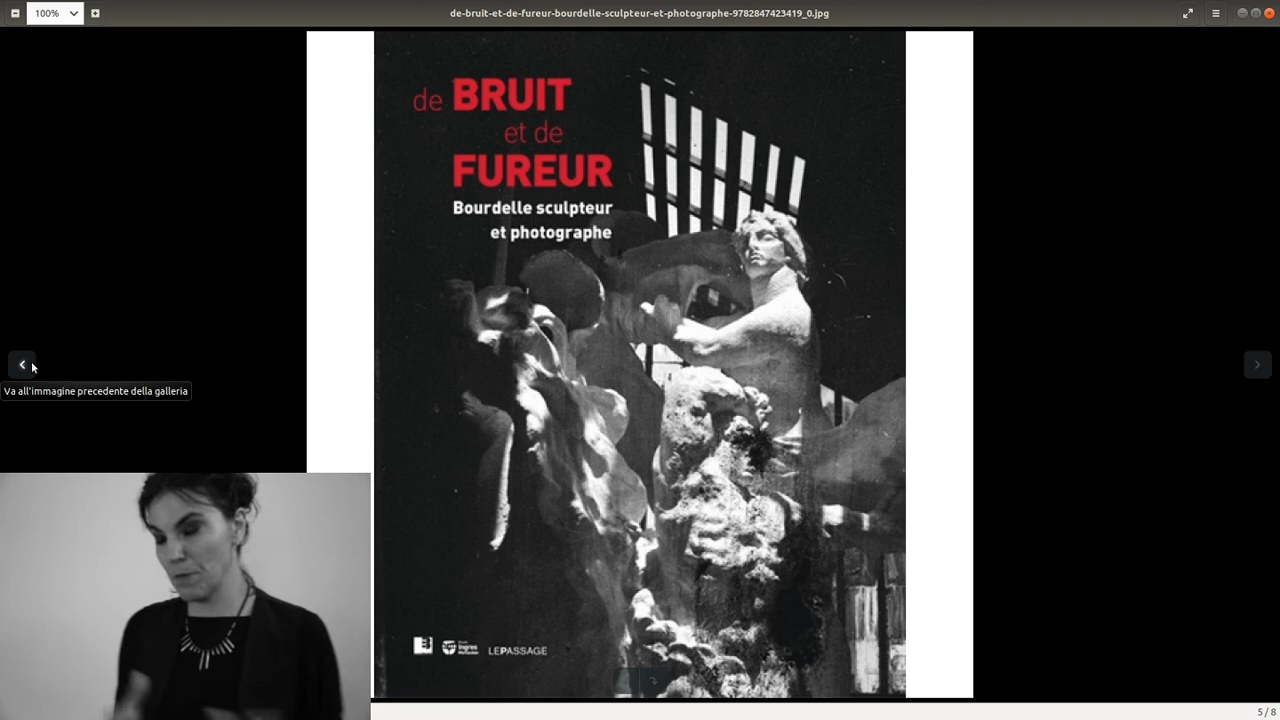 100%
de-bruit-et-de-fureur-bourdelle-sculpteur-et-photographe-9782847423419_0.jpg
de BRUIT
et de
FUREUR
Bourdelle sculpteur
et photographe
Va all'immagine precedente della galleria
Ingres
LEPASSAGE
5 / 8